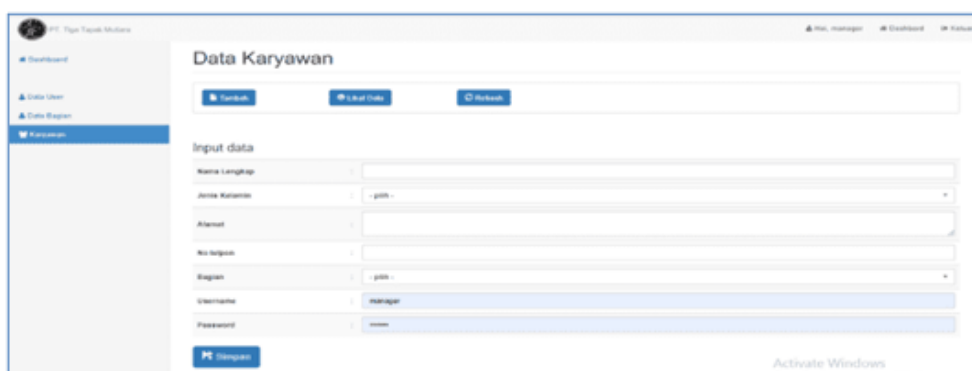 PT. Tiga Tapak Mutiara
Hai, manager Dashboard Keluar
Dashboard
Data User
Data Bagian
Karyawan
Data Karyawan
Tambah Lihat Data Refresh
Input data
Nama Lengkap :
Jenis Kelamin : - pilih -
Alamat :
No telpon :
Bagian : - pilih -
Username : manager
Password : ••••••
Simpan
Activate Windows